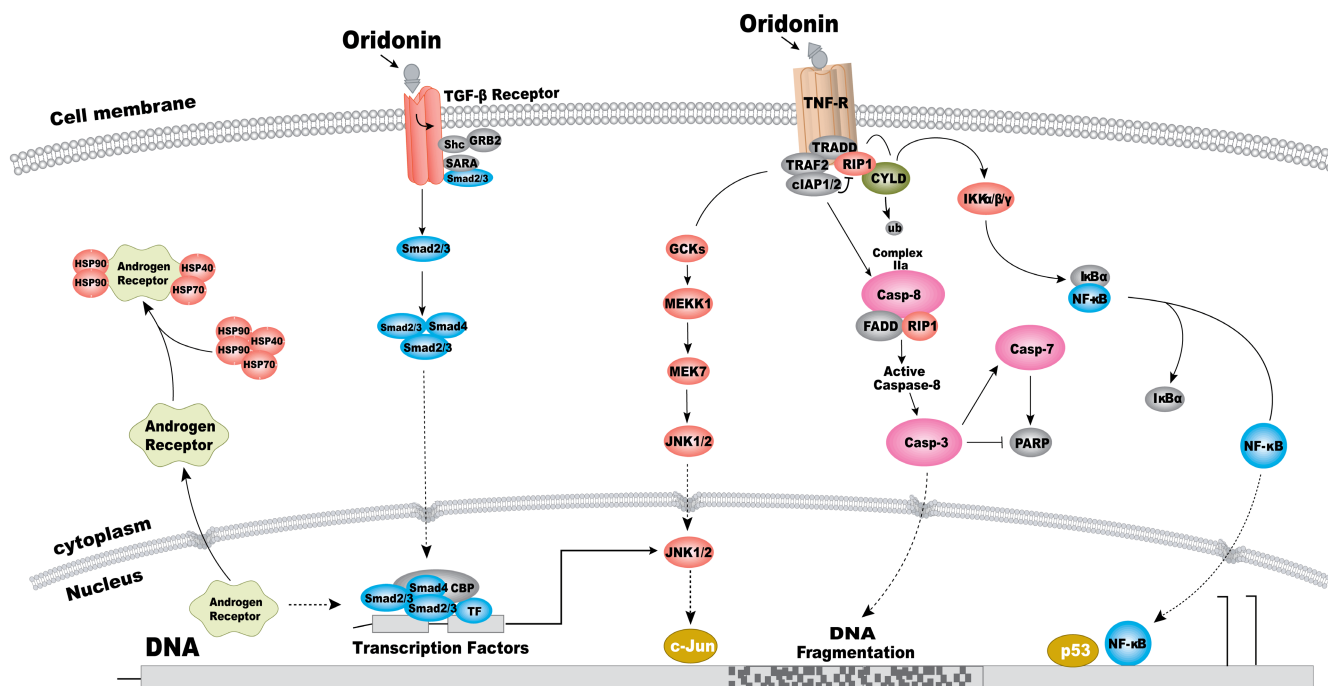 Oridonin
Oridonin
Cell membrane
TGF-β Receptor
TNF-R
Shc
GRB2
SARA
Smad2/3
TRADD
TRAF2
RIP1
cIAP1/2
CYLD
ub
IKKα/β/γ
Smad2/3
GCKs
Complex
IIa
HSP90
HSP90
Androgen
Receptor
HSP40
HSP70
IκBα
NF-κB
MEKK1
Casp-8
FADD
RIP1
Smad2/3
Smad4
Smad2/3
HSP90
HSP40
HSP90
HSP70
Casp-7
MEK7
Active
Caspase-8
IκBα
Androgen
Receptor
JNK1/2
Casp-3
PARP
NF-κB
cytoplasm
Nucleus
JNK1/2
Androgen
Receptor
Smad4
CBP
Smad2/3
Smad2/3
TF
DNA
Transcription Factors
c-Jun
DNA
Fragmentation
p53
NF-κB